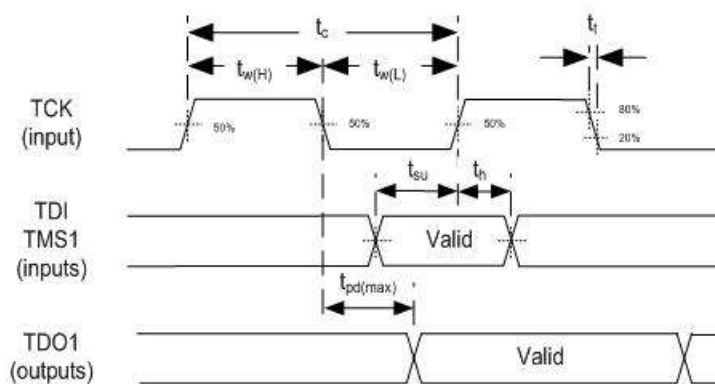 tc
tf
tw(H)
tw(L)
TCK
(input)
50%
50%
50%
80%
20%
tsu
th
TDI
TMS1
(inputs)
Valid
tpd(max)
TDO1
(outputs)
Valid